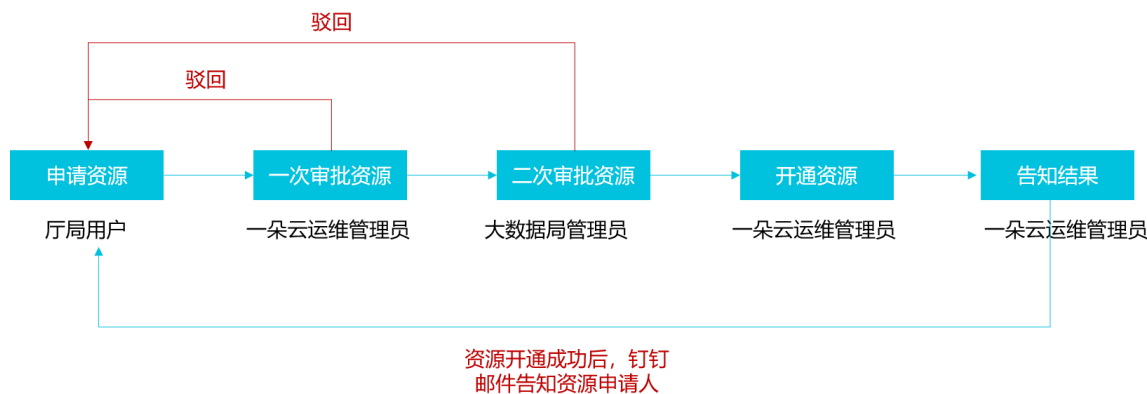 驳回
驳回
申请资源
一次审批资源
二次审批资源
开通资源
告知结果
厅局用户
一朵云运维管理员
大数据局管理员
一朵云运维管理员
一朵云运维管理员
资源开通成功后，钉钉
邮件告知资源申请人